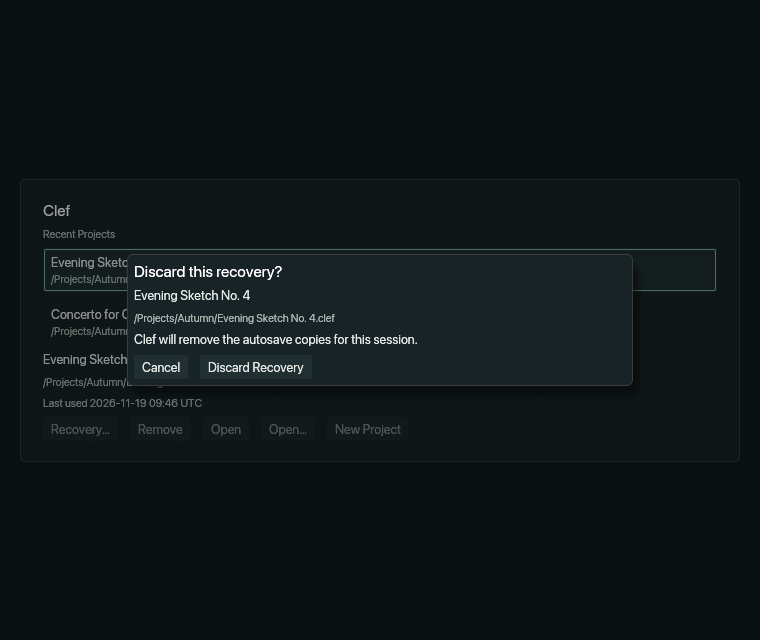 Clef
Recent Projects
Evening Sketc
/Projects/Autumn
Discard this recovery?
Evening Sketch No. 4
/Projects/Autumn/Evening Sketch No. 4.clef
Clef will remove the autosave copies for this session.
Cancel Discard Recovery
Concerto for
/Projects/Autumn
Evening Sketch
/Projects/Autumn/
Last used 2026-11-19 09:46 UTC
Recovery... Remove Open Open... New Project